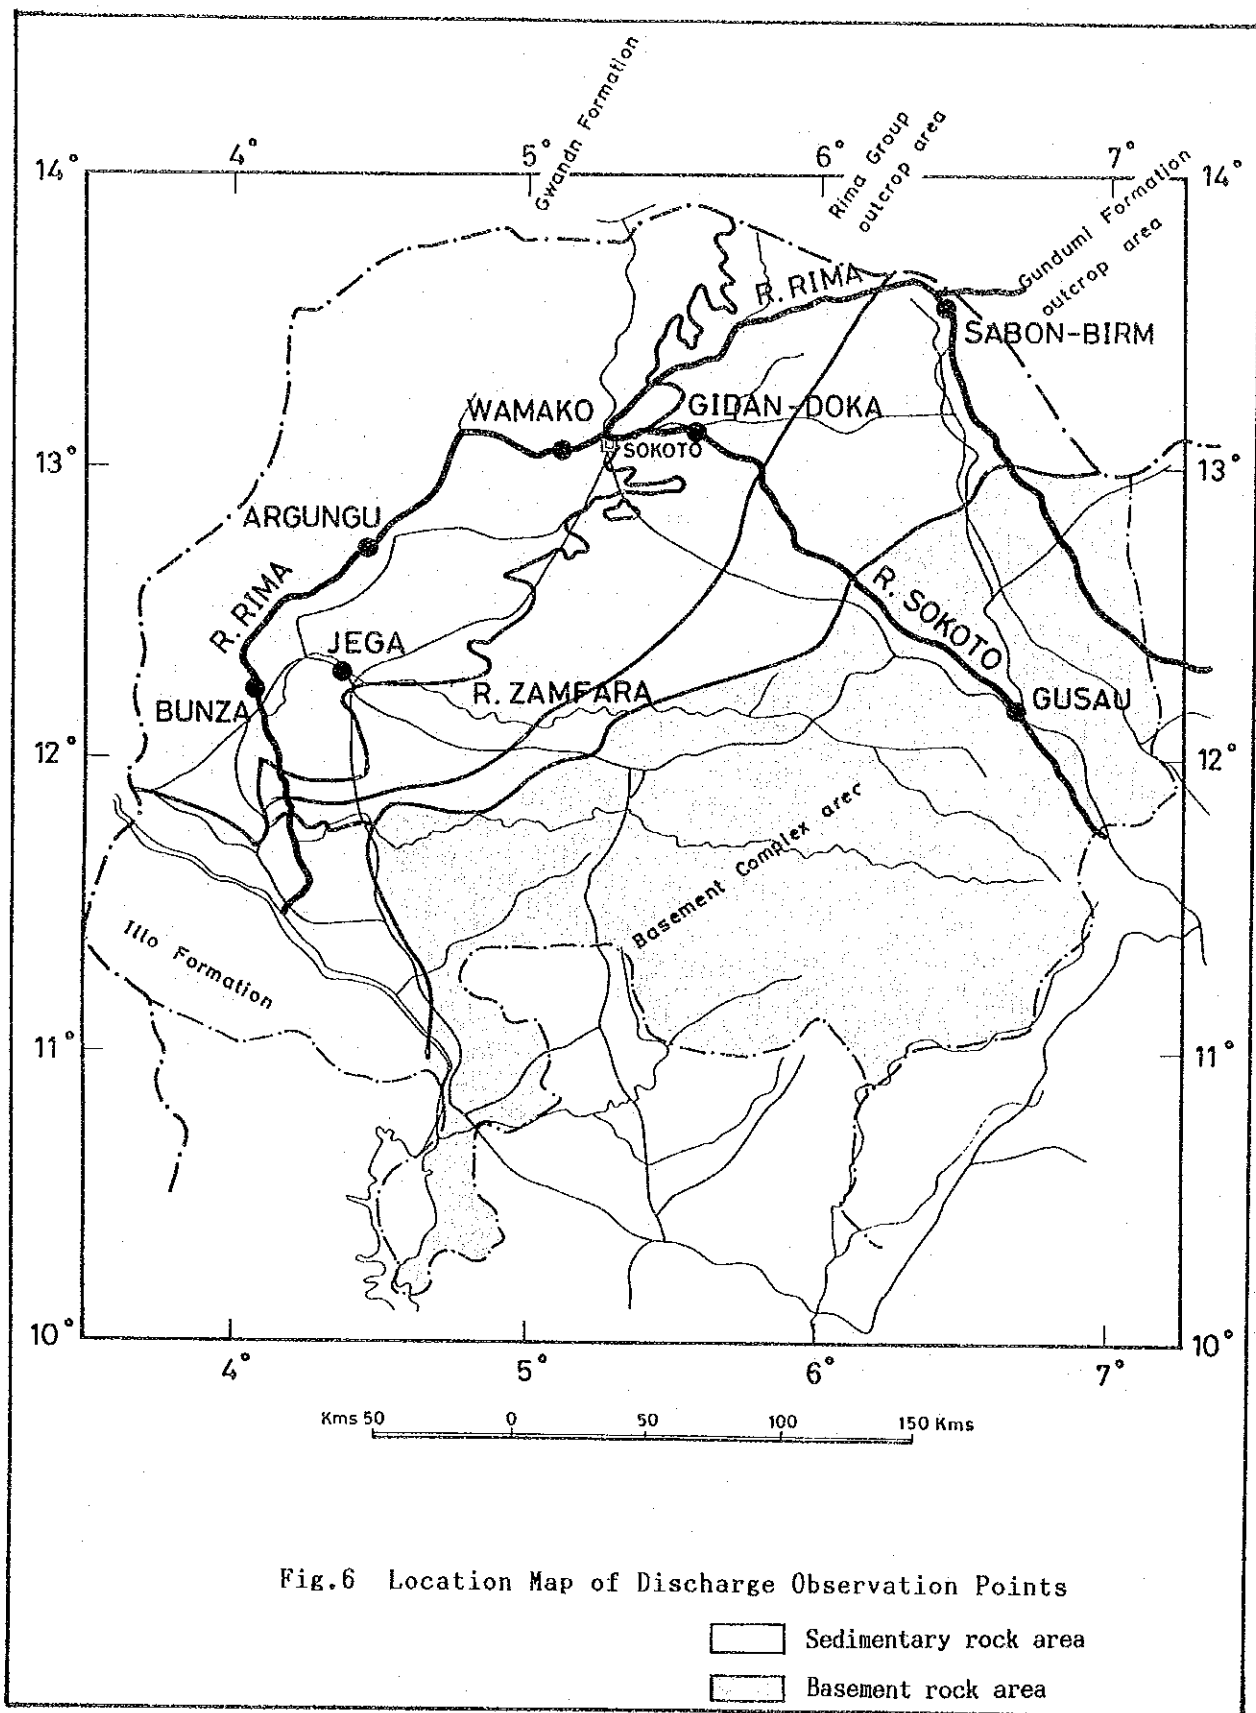 Gwandn Formation
Rima Group
outcrop area
Gundumi Formation
outcrop area
4° 5° 6° 7°
14° 14°
R. RIMA
SABON-BIRM
WAMAKO GIDAN-DOKA
SOKOTO
13° 13°
ARGUNGU
R. RIMA
R. SOKOTO
JEGA
R. ZAMFARA
GUSAU
BUNZA
12° 12°
Basement Complex arec
Illo Formation
11° 11°
10° 10°
4° 5° 6° 7°
Kms 50 0 50 100 150 Kms
Fig.6 Location Map of Discharge Observation Points
Sedimentary rock area
Basement rock area